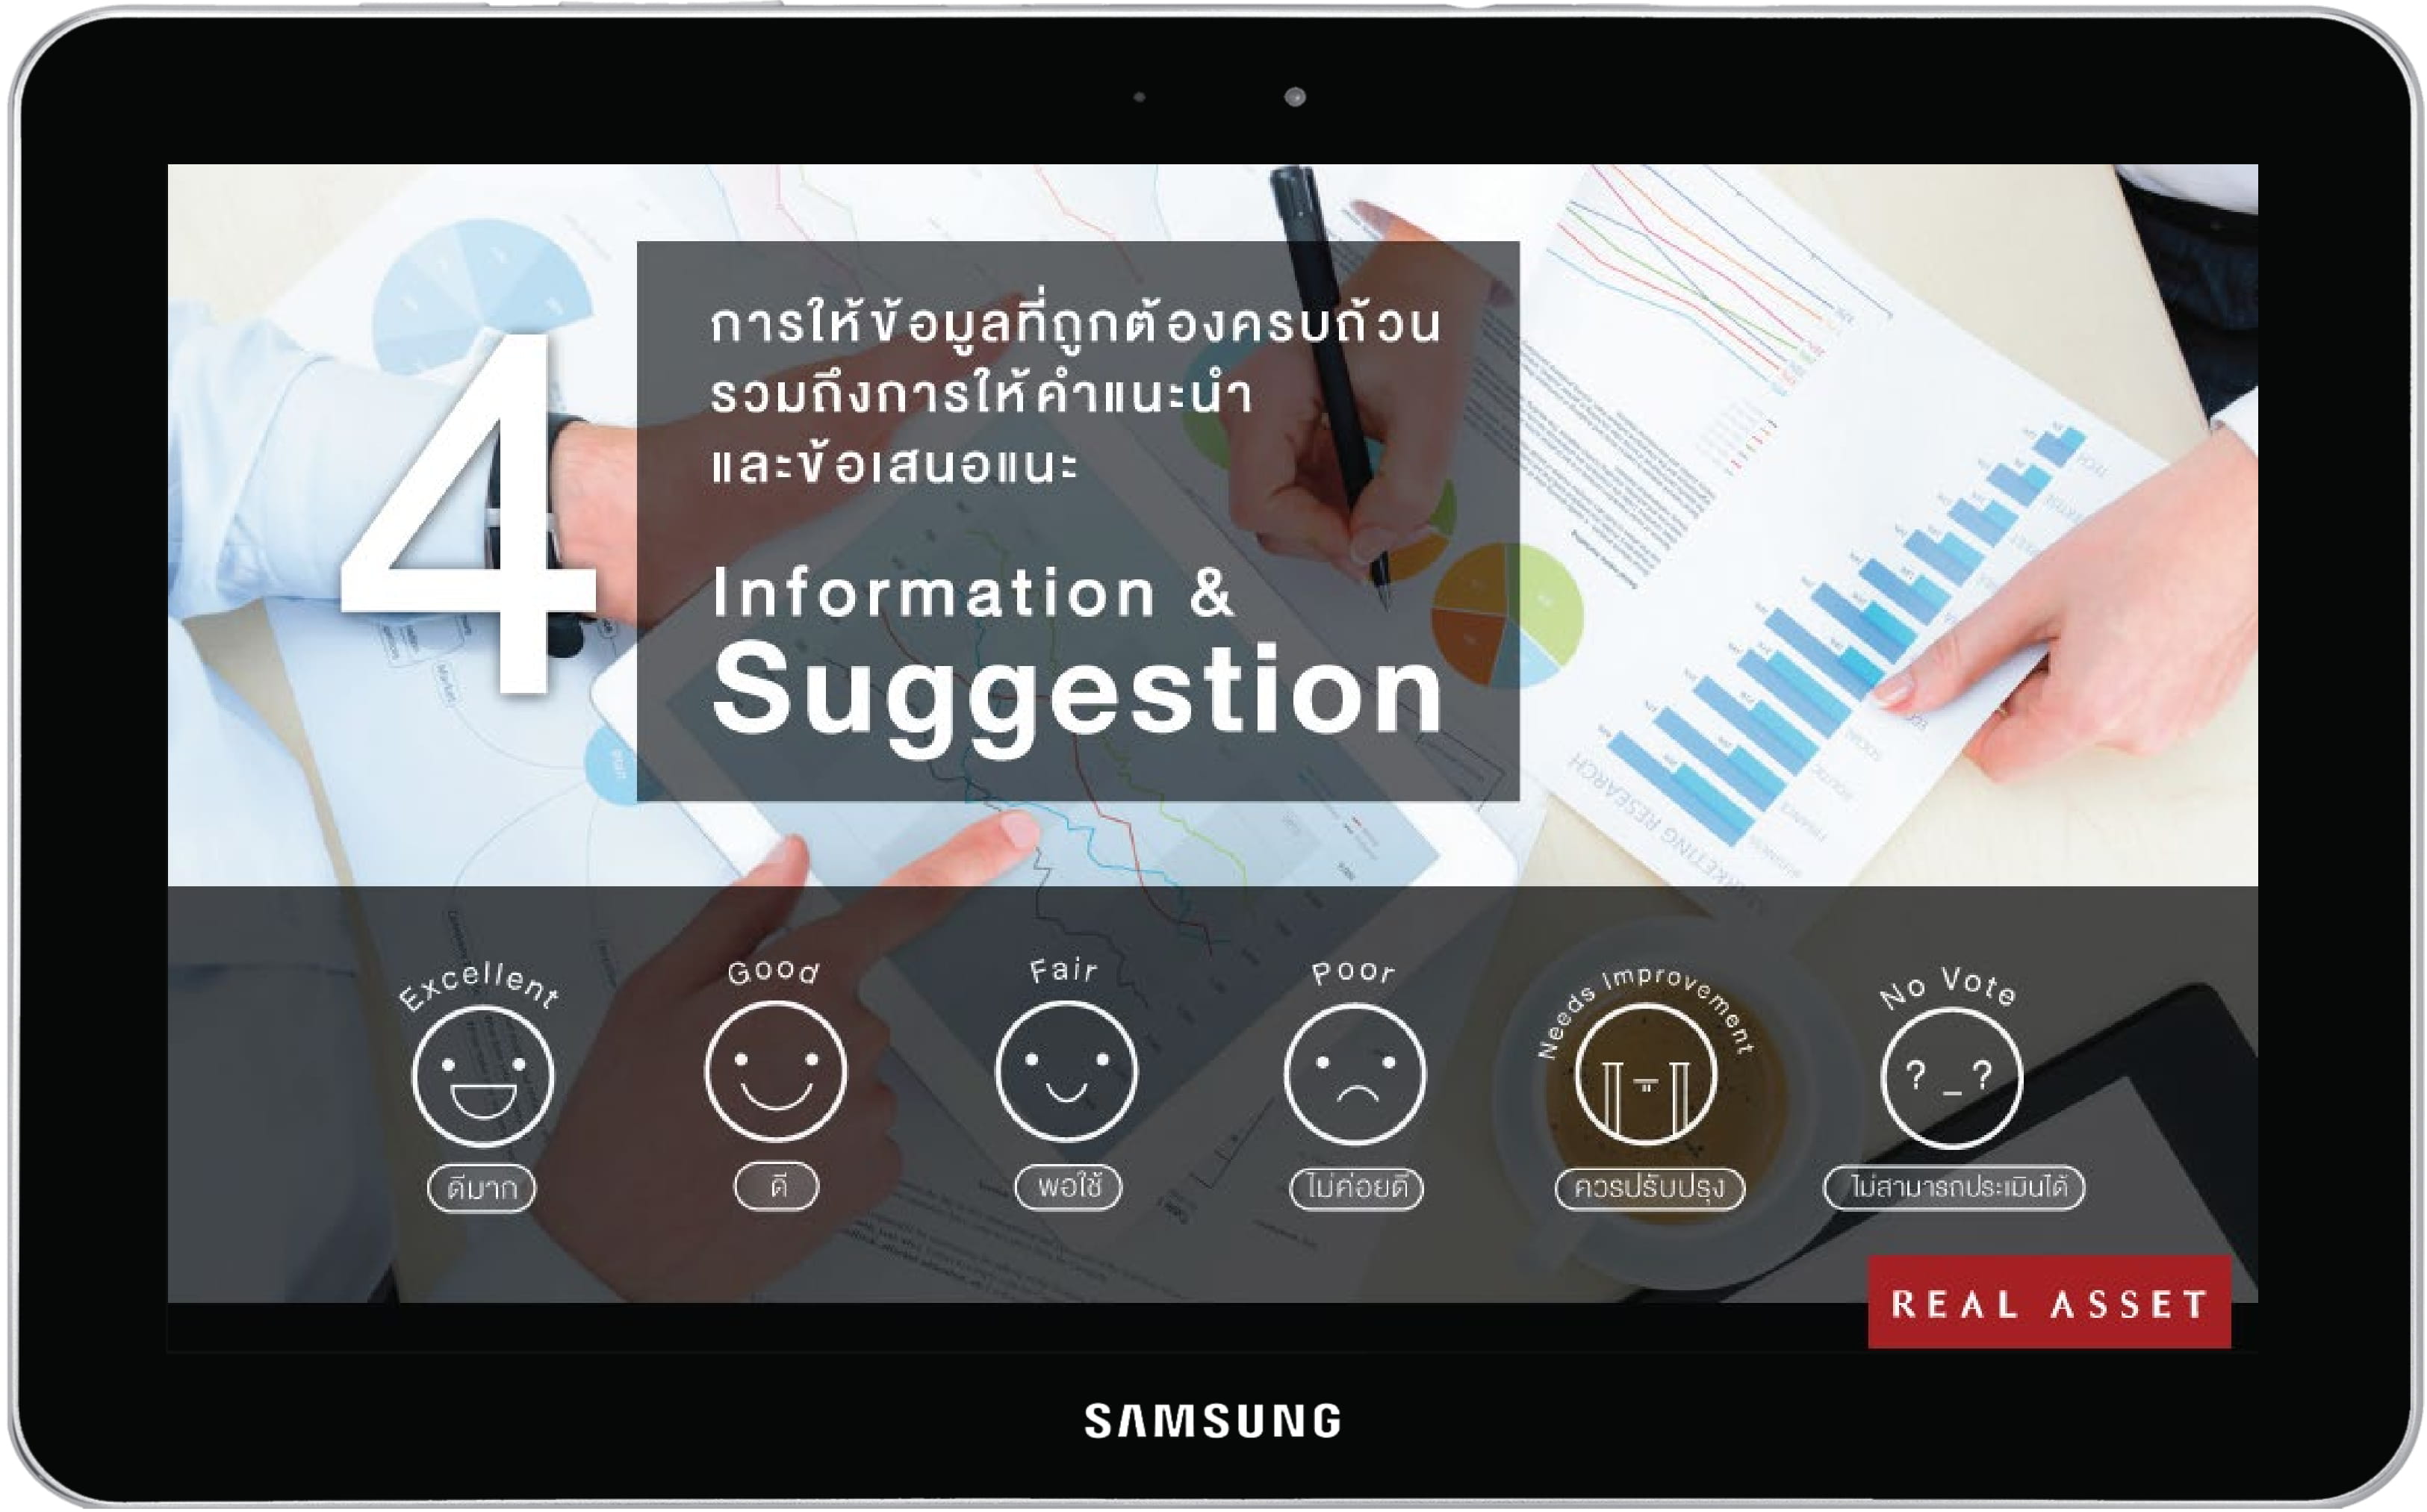 การให้ข้อมูลที่ถูกต้องครบถ้วน
รวมถึงการให้คำแนะนำ
และข้อเสนอแนะ
4
Information &
Suggestion
MARKETING RESEARCH
Market
Excellent
Good
Fair
Poor
Needs Improvement
No Vote
? _ ?
ดีมาก
ดี
พอใช้
ไม่ค่อยดี
ควรปรับปรุง
ไม่สามารถประเมินได้
REAL ASSET
SAMSUNG